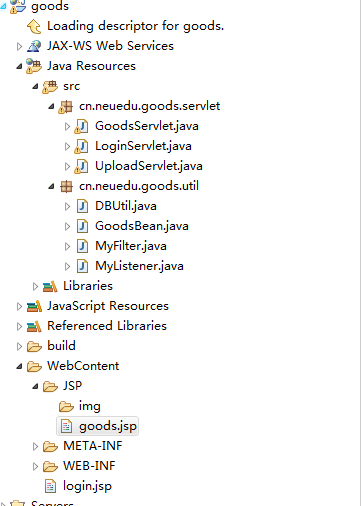 goods
Loading descriptor for goods.
JAX-WS Web Services
Java Resources
src
cn.neuedu.goods.servlet
GoodsServlet.java
LoginServlet.java
UploadServlet.java
cn.neuedu.goods.util
DBUtil.java
GoodsBean.java
MyFilter.java
MyListener.java
Libraries
JavaScript Resources
Referenced Libraries
build
WebContent
JSP
img
goods.jsp
META-INF
WEB-INF
login.jsp
Servers